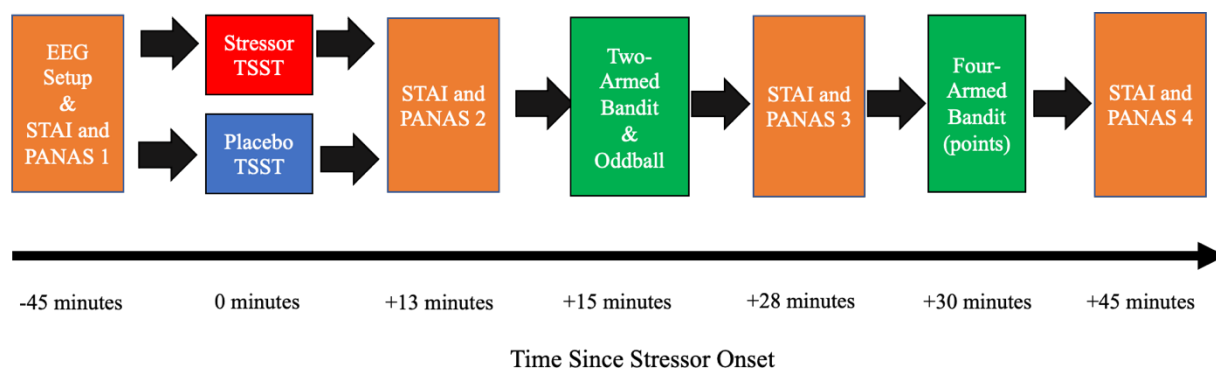 EEG
Setup
&
STAI and
PANAS 1
Stressor
TSST
Placebo
TSST
STAI and
PANAS 2
Two-
Armed
Bandit
&
Oddball
STAI and
PANAS 3
Four-
Armed
Bandit
(points)
STAI and
PANAS 4
-45 minutes
0 minutes
+13 minutes
+15 minutes
+28 minutes
+30 minutes
+45 minutes
Time Since Stressor Onset